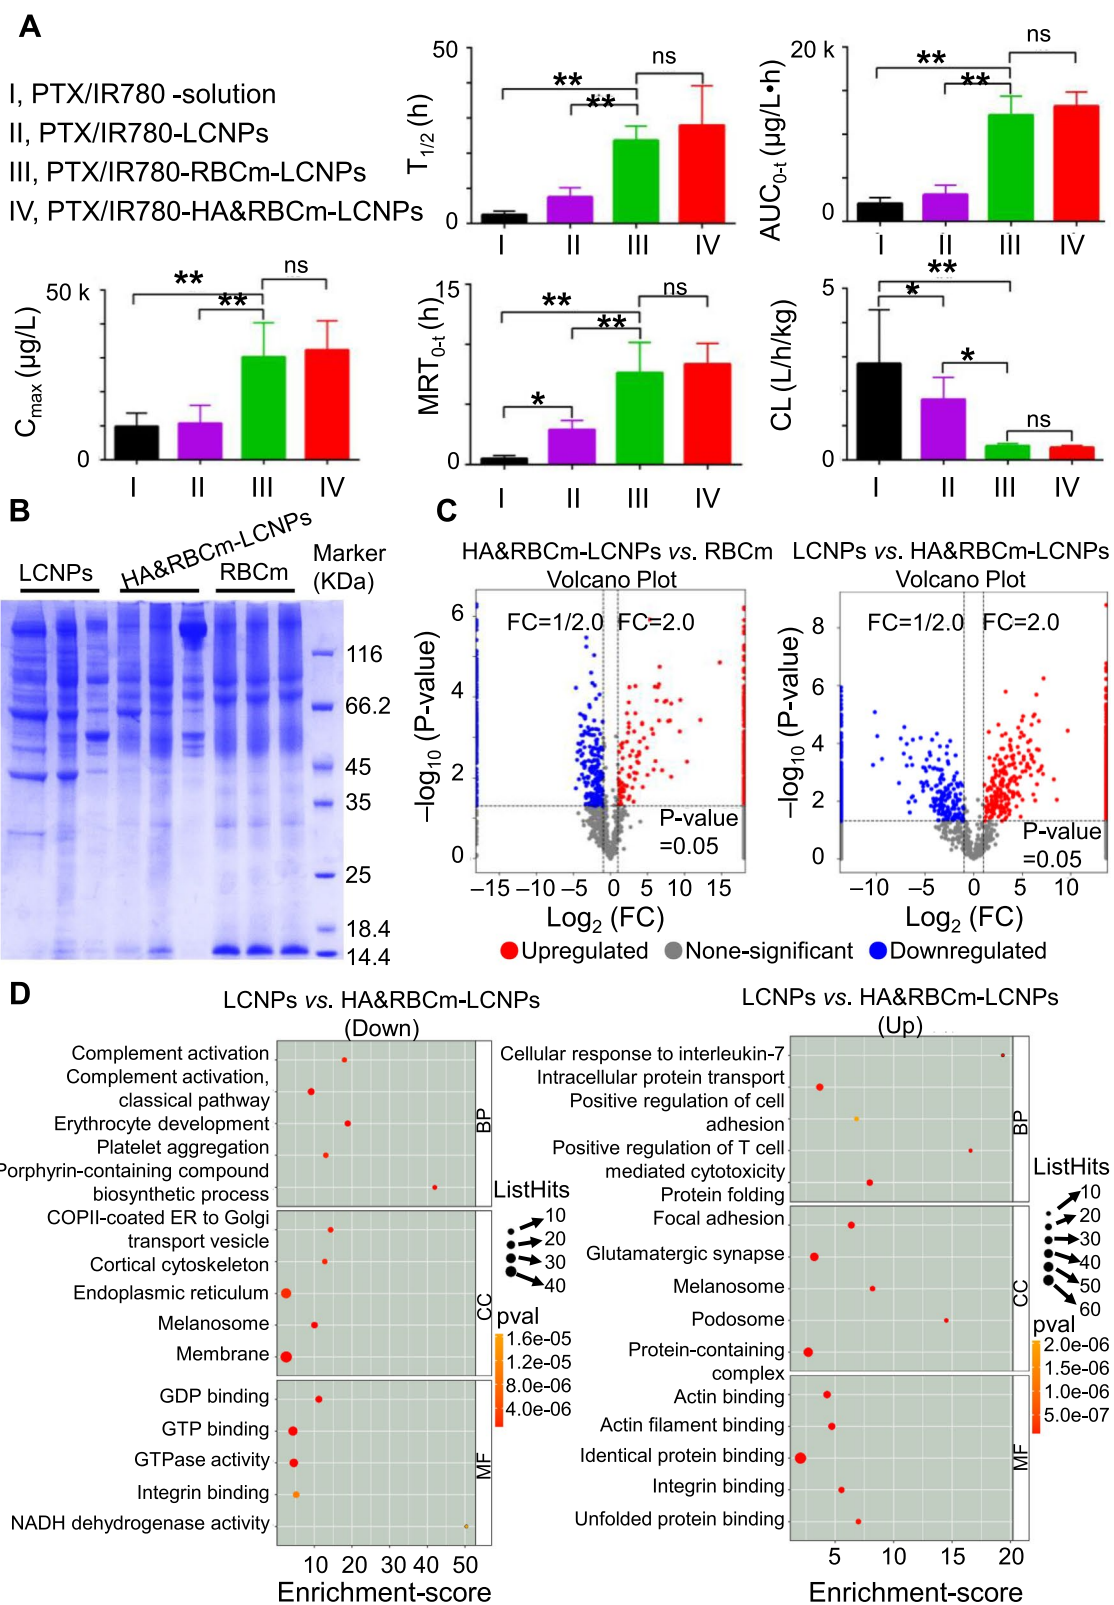 A
I, PTX/IR780 -solution
II, PTX/IR780-LCNPs
III, PTX/IR780-RBCm-LCNPs
IV, PTX/IR780-HA&RBCm-LCNPs
T1/2 (h)
50
0
** ** ns
I II III IV
AUC0-t (µg/L•h)
20 k
0
** ** ns
I II III IV
Cmax (µg/L)
50 k
0
** ** ns
I II III IV
MRT0-t (h)
15
0
* ** ** ns
I II III IV
CL (L/h/kg)
5
0
** * * ns
I II III IV
B
LCNPs
HA&RBCm-LCNPs
RBCm
Marker
(KDa)
116
66.2
45
35
25
18.4
14.4
C
HA&RBCm-LCNPs vs. RBCm
Volcano Plot
FC=1/2.0 FC=2.0
–log10 (P-value)
6
4
2
0
P-value
=0.05
−15 −10 −5 0 5 10 15
Log2 (FC)
LCNPs vs. HA&RBCm-LCNPs
Volcano Plot
FC=1/2.0 FC=2.0
–log10 (P-value)
8
6
4
2
0
P-value
=0.05
−10 −5 0 5 10
Log2 (FC)
Upregulated None-significant Downregulated
D
LCNPs vs. HA&RBCm-LCNPs
(Down)
Complement activation
Complement activation,
classical pathway
Erythrocyte development
Platelet aggregation
Porphyrin-containing compound
biosynthetic process
BP
COPII-coated ER to Golgi
transport vesicle
Cortical cytoskeleton
Endoplasmic reticulum
Melanosome
Membrane
CC
GDP binding
GTP binding
GTPase activity
Integrin binding
NADH dehydrogenase activity
MF
10 20 30 40 50
Enrichment-score
ListHits
10
20
30
40
pval
1.6e-05
1.2e-05
8.0e-06
4.0e-06
LCNPs vs. HA&RBCm-LCNPs
(Up)
Cellular response to interleukin-7
Intracellular protein transport
Positive regulation of cell
adhesion
Positive regulation of T cell
mediated cytotoxicity
Protein folding
BP
Focal adhesion
Glutamatergic synapse
Melanosome
Podosome
Protein-containing
complex
CC
Actin binding
Actin filament binding
Identical protein binding
Integrin binding
Unfolded protein binding
MF
5 10 15 20
Enrichment-score
ListHits
10
20
30
40
50
60
pval
2.0e-06
1.5e-06
1.0e-06
5.0e-07